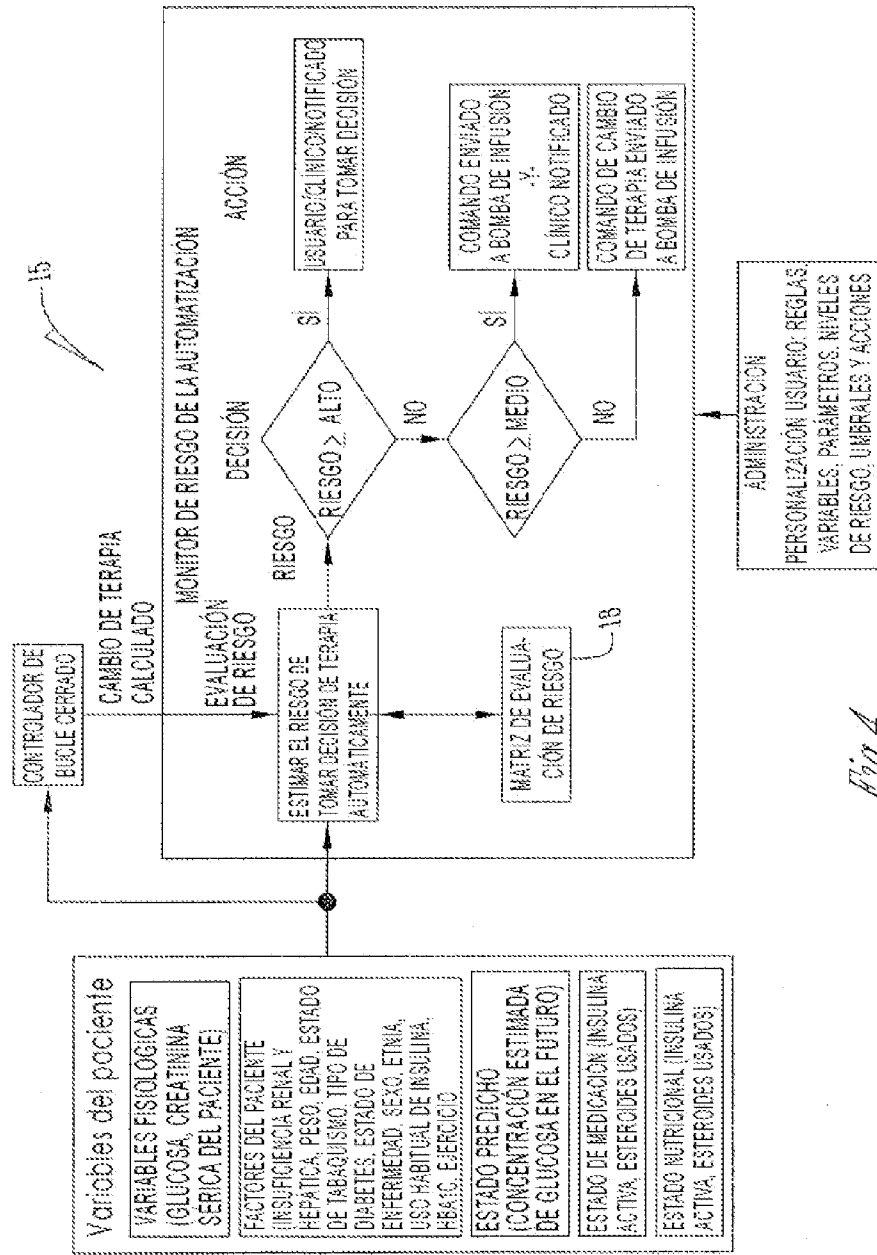 15
CONTROLADOR DE
BUCLE CERRADO
CAMBIO DE TERAPIA
CALCULADO
Variables del paciente
VARIABLES FISIOLOGICAS
(GLUCOSA, CREATININA
SÉRICA DEL PACIENTE)
FACTORES DEL PACIENTE
(INSUFICIENCIA RENAL Y
HEPÁTICA, PESO, EDAD, ESTADO
DE TABAQUISMO, TIPO DE
DIABETES, ESTADO DE
ENFERMEDAD, SEXO, ETNIA,
USO HABITUAL DE INSULINA,
HBA1C, EJERCICIO
ESTADO PREDICHO
(CONCENTRACIÓN ESTIMADA
DE GLUCOSA EN EL FUTURO)
ESTADO DE MEDICACIÓN (INSULINA
ACTIVA, ESTEROIDES USADOS)
ESTADO NUTRICIONAL (INSULINA
ACTIVA, ESTEROIDES USADOS)
MONITOR DE RIESGO DE LA AUTOMATIZACIÓN
EVALUACIÓN
DE RIESGO
RIESGO
DECISIÓN
ACCIÓN
ESTIMAR EL RIESGO DE
TOMAR DECISIÓN DE TERAPIA
AUTOMATICAMENTE
MATRIZ DE EVALUA-
CIÓN DE RIESGO
18
RIESGO ≥ ALTO
SÍ
NO
USUARIO/CLÍNICO/NOTIFICADO
PARA TOMAR DECISIÓN
RIESGO ≥ MEDIO
SÍ
NO
COMANDO ENVIADO
A BOMBA DE INFUSIÓN
-Y-
CLÍNICO NOTIFICADO
COMANDO DE CAMBIO
DE TERAPIA ENVIADO
A BOMBA DE INFUSIÓN
ADMINISTRACION
PERSONALIZACIÓN USUARIO: REGLAS,
VARIABLES, PARÁMETROS, NIVELES
DE RIESGO, UMBRALES Y ACCIONES
Fig 4